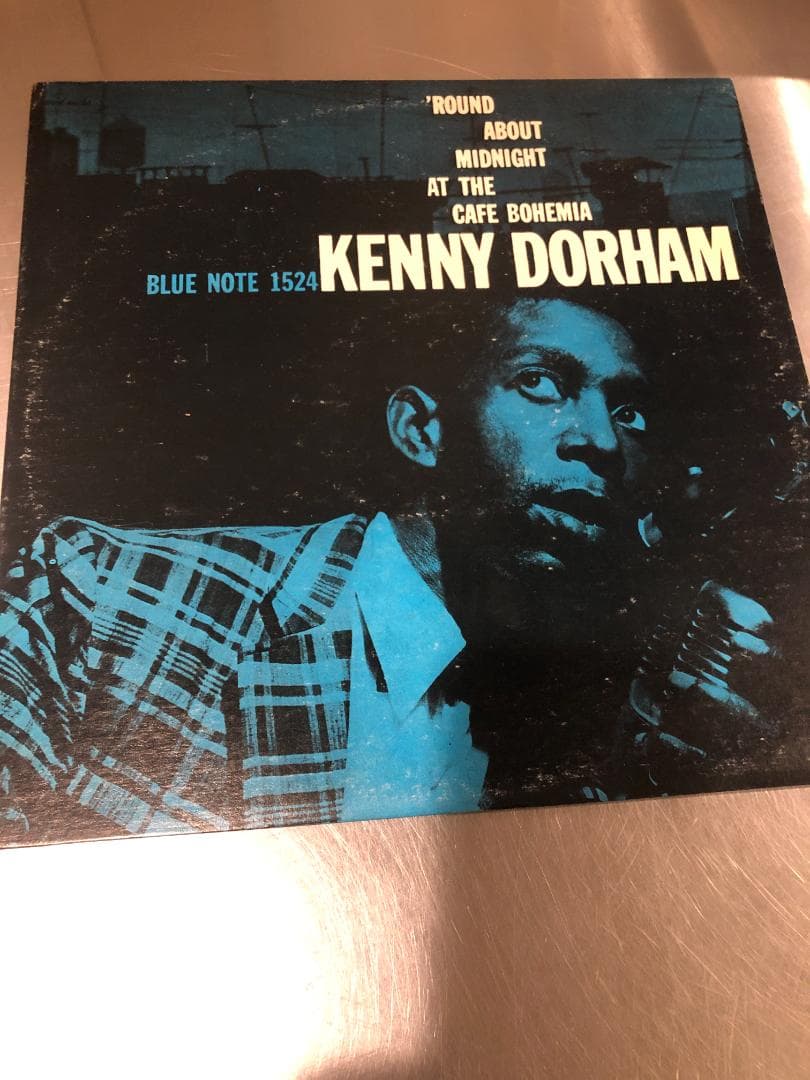 'ROUND
ABOUT
MIDNIGHT
AT THE
CAFE BOHEMIA
BLUE NOTE 1524 KENNY DORHAM